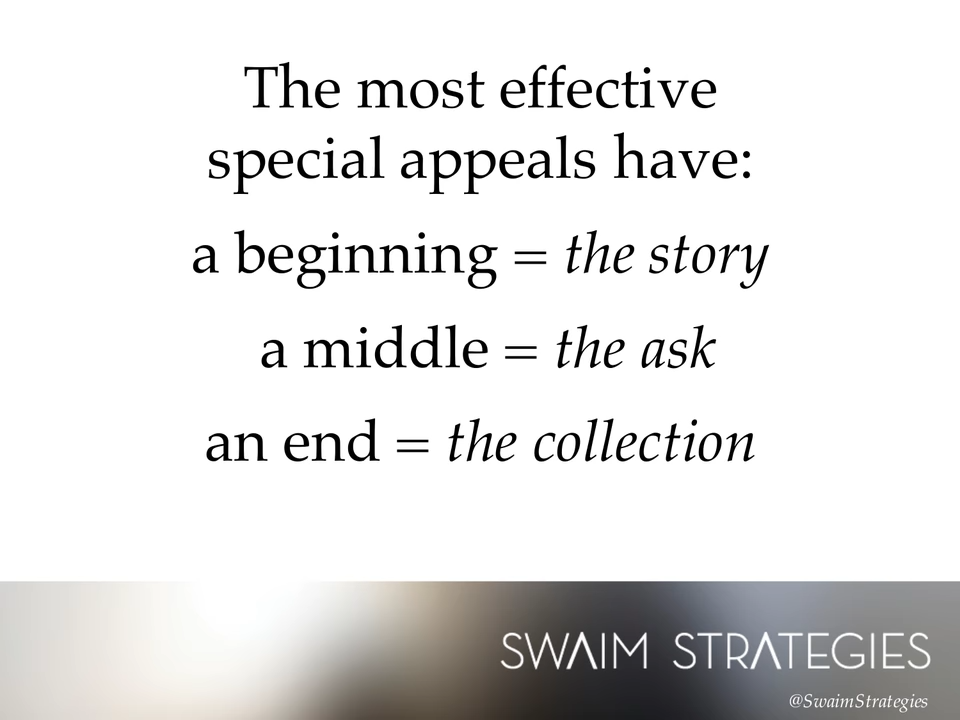 The most effective
special appeals have:
a beginning = the story
a middle = the ask
an end = the collection
SWAIM STRATEGIES
@SwaimStrategies